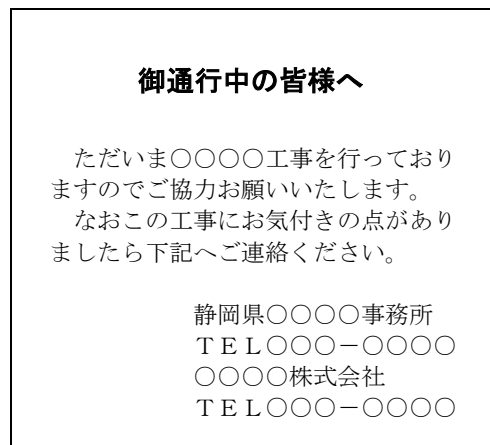 御通行中の皆様へ
ただいま○○○○工事を行っており
ますのでご協力お願いいたします。
なおこの工事にお気付きの点があり
ましたら下記へご連絡ください。
静岡県○○○○事務所
ＴＥＬ○○○－○○○○
○○○○株式会社
ＴＥＬ○○○－○○○○